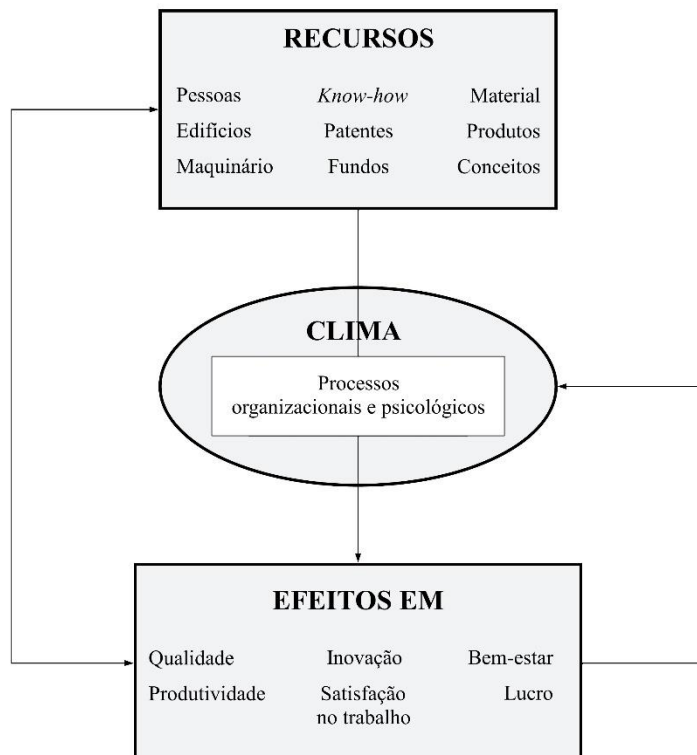 RECURSOS
Pessoas Know-how Material
Edifícios Patentes Produtos
Maquinário Fundos Conceitos
CLIMA
Processos
organizacionais e psicológicos
EFEITOS EM
Qualidade Inovação Bem-estar
Produtividade Satisfação Lucro
no trabalho